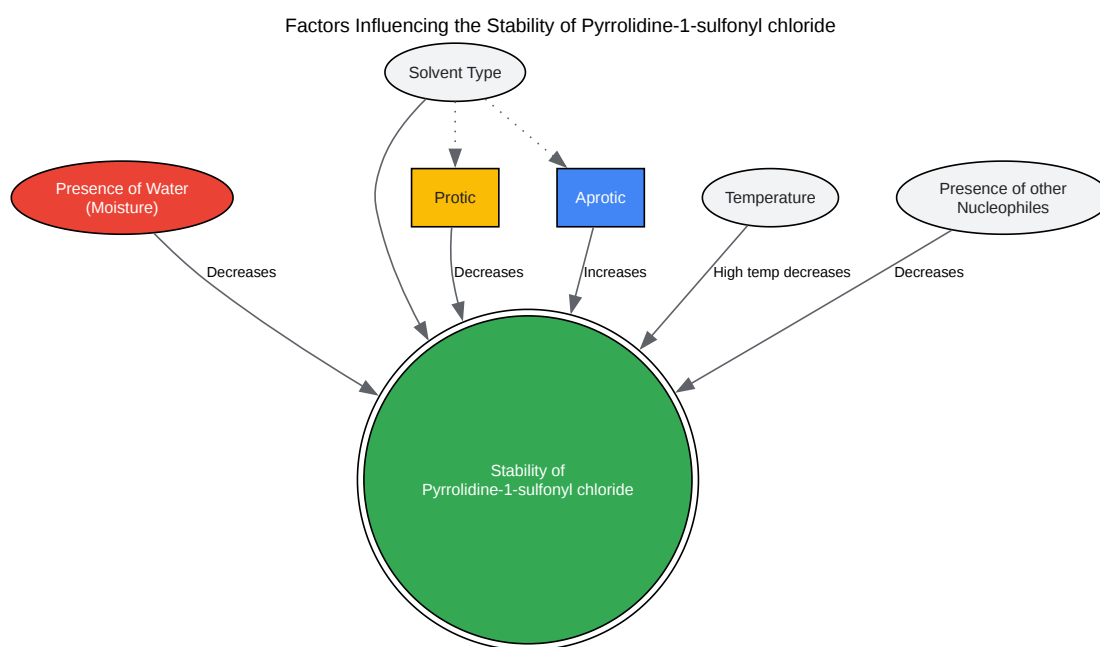 Factors Influencing the Stability of Pyrrolidine-1-sulfonyl chloride
Solvent Type
Presence of Water
(Moisture)
Protic
Aprotic
Temperature
Presence of other
Nucleophiles
Decreases
Decreases
Increases
High temp decreases
Decreases
Stability of
Pyrrolidine-1-sulfonyl chloride